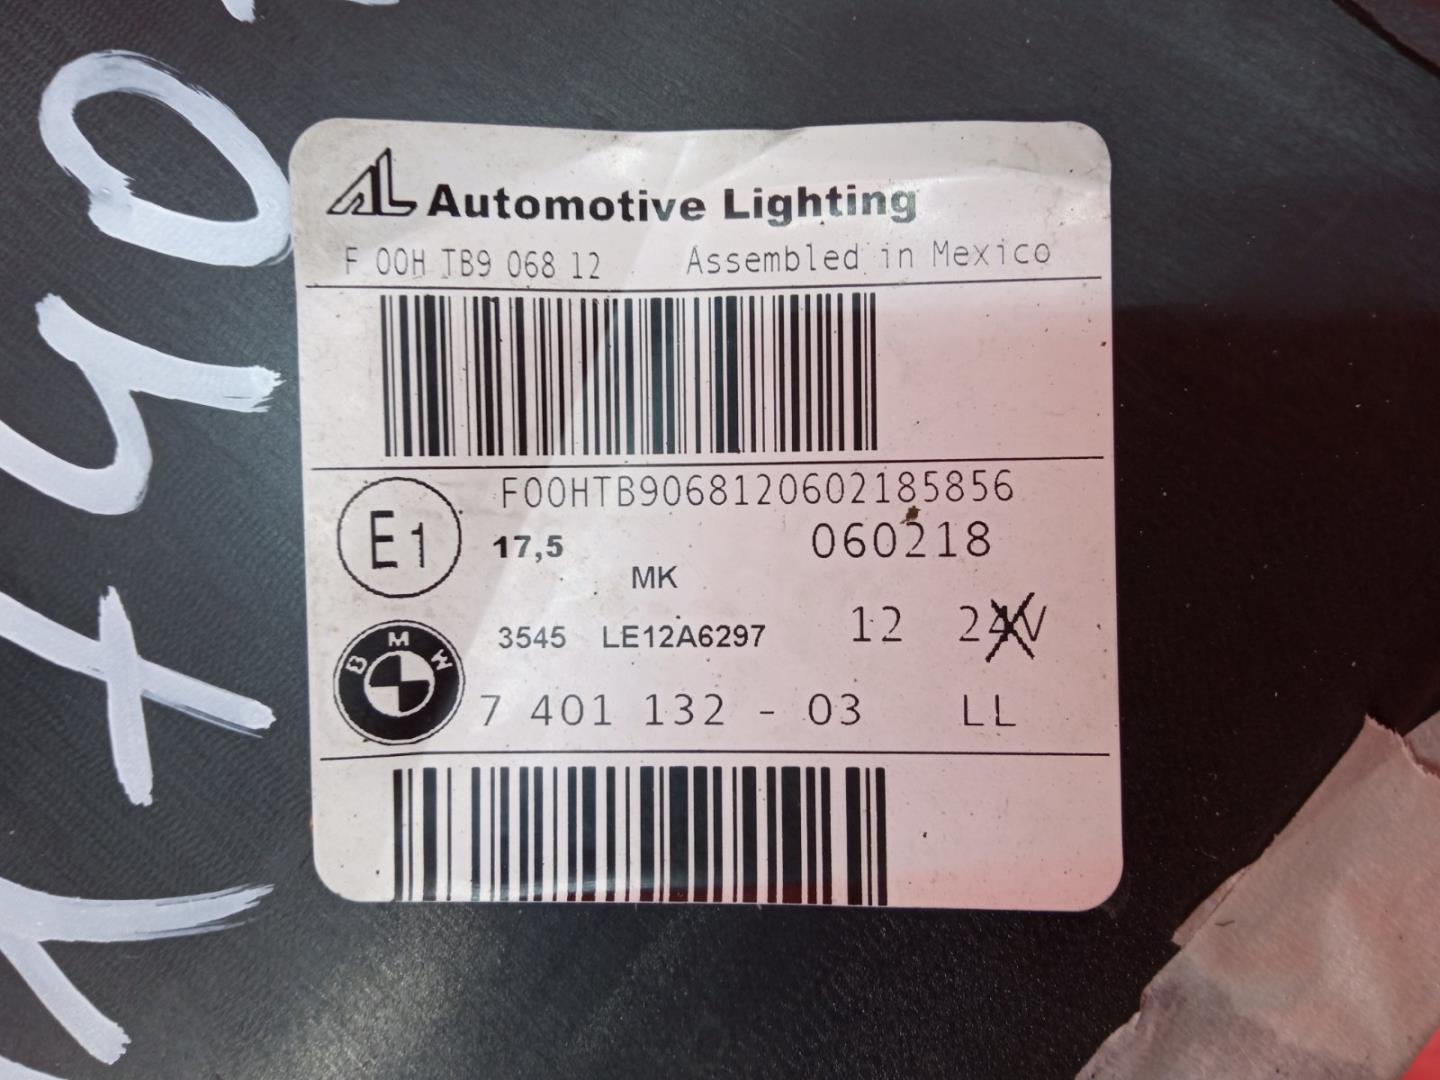 AL Automotive Lighting
F 00H TB9 068 12 Assembled in Mexico
F00HTB9068120602185856
E1 17,5 060218
MK
3545 LE12A6297 12 24V
BMW 7 401 132 - 03 LL